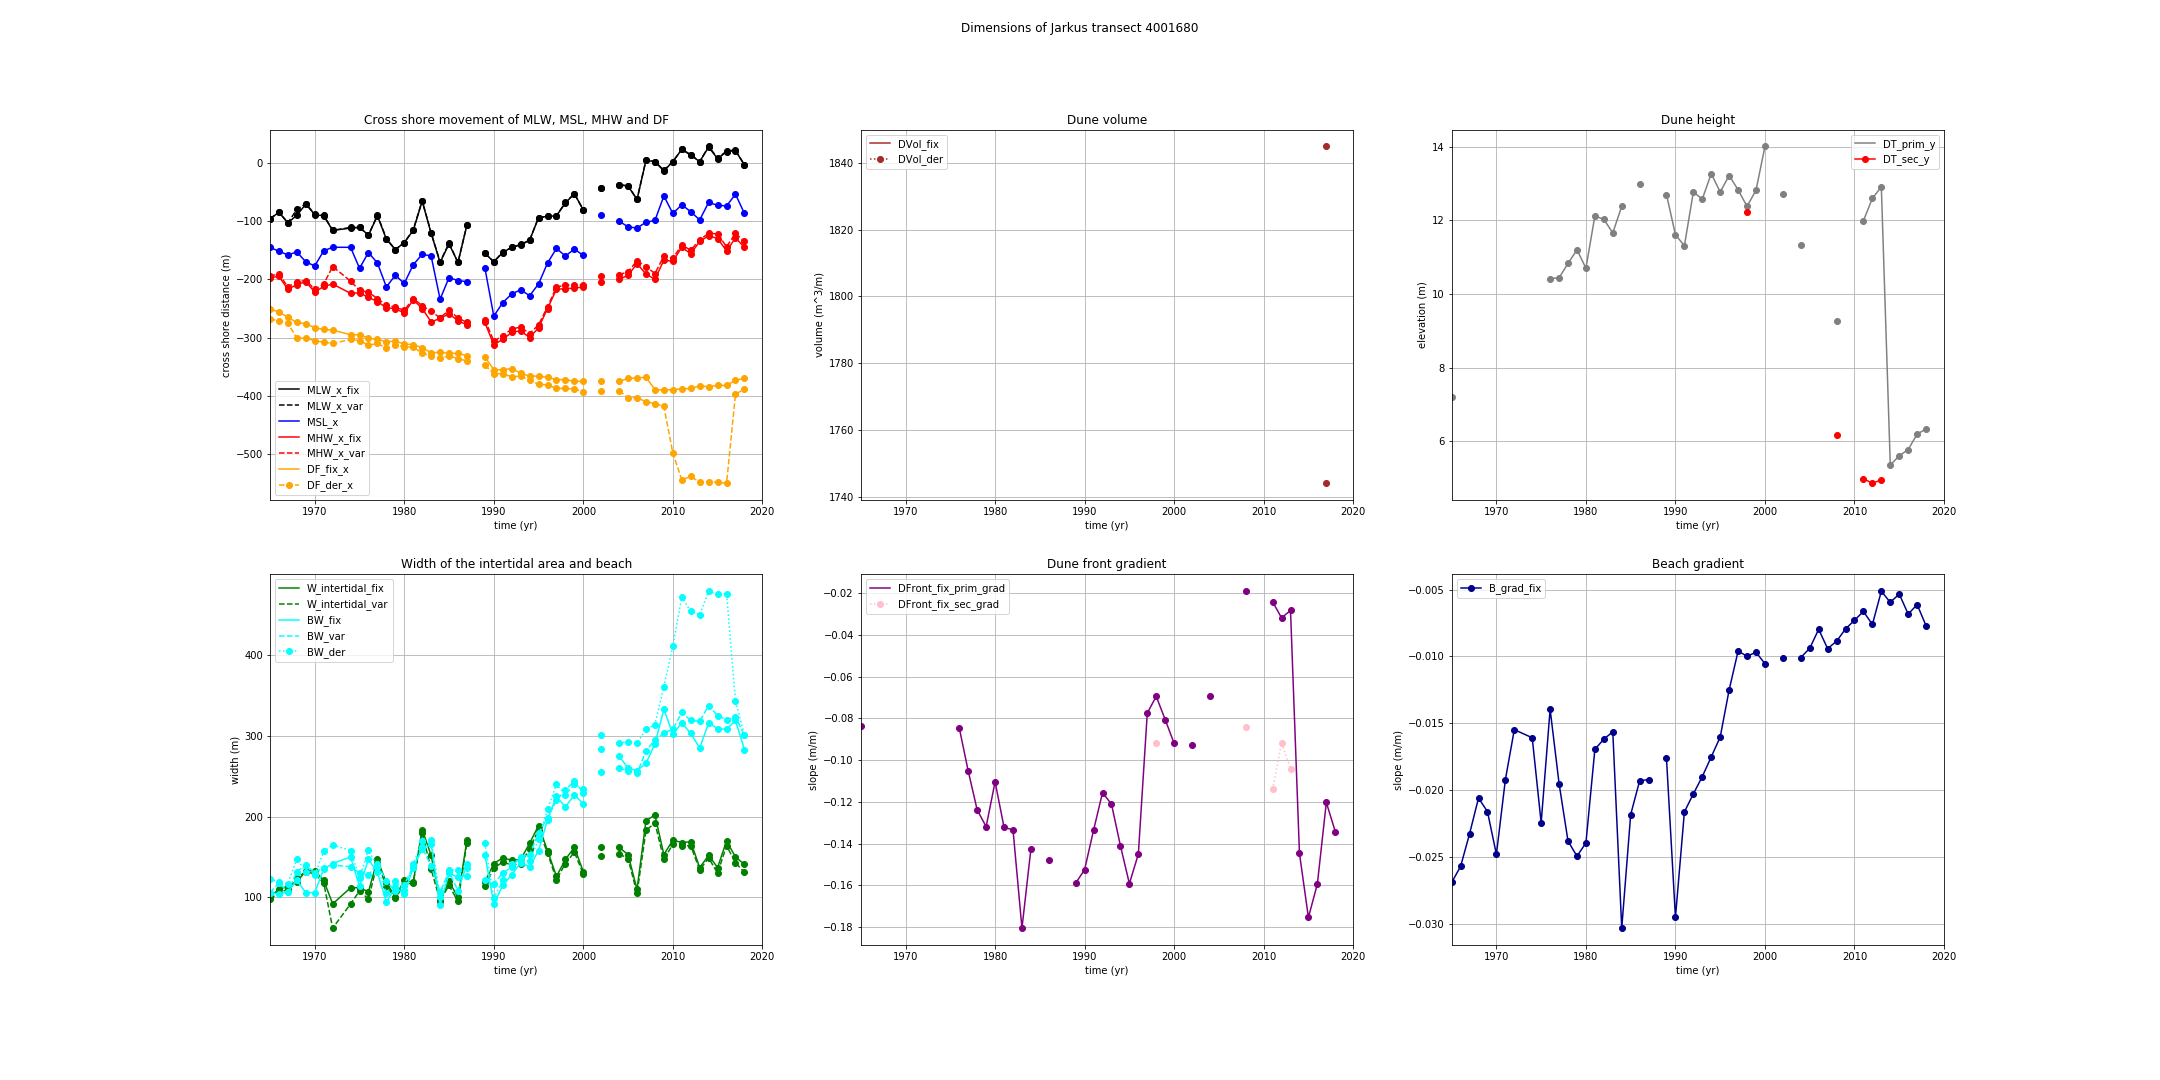 Dimensions of Jarkus transect 4001680
Cross shore movement of MLW, MSL, MHW and DF
cross shore distance (m)
0
−100
−200
−300
−400
−500
MLW_x_fix
MLW_x_var
MSL_x
MHW_x_fix
MHW_x_var
DF_fix_x
DF_der_x
1970 1980 1990 2000 2010 2020
time (yr)
Dune volume
volume (m^3/m)
1840
1820
1800
1780
1760
1740
DVol_fix
DVol_der
1970 1980 1990 2000 2010 2020
time (yr)
Dune height
elevation (m)
14
12
10
8
6
DT_prim_y
DT_sec_y
1970 1980 1990 2000 2010 2020
time (yr)
Width of the intertidal area and beach
width (m)
400
300
200
100
W_intertidal_fix
W_intertidal_var
BW_fix
BW_var
BW_der
1970 1980 1990 2000 2010 2020
time (yr)
Dune front gradient
slope (m/m)
−0.02
−0.04
−0.06
−0.08
−0.10
−0.12
−0.14
−0.16
−0.18
DFront_fix_prim_grad
DFront_fix_sec_grad
1970 1980 1990 2000 2010 2020
time (yr)
Beach gradient
slope (m/m)
−0.005
−0.010
−0.015
−0.020
−0.025
−0.030
B_grad_fix
1970 1980 1990 2000 2010 2020
time (yr)